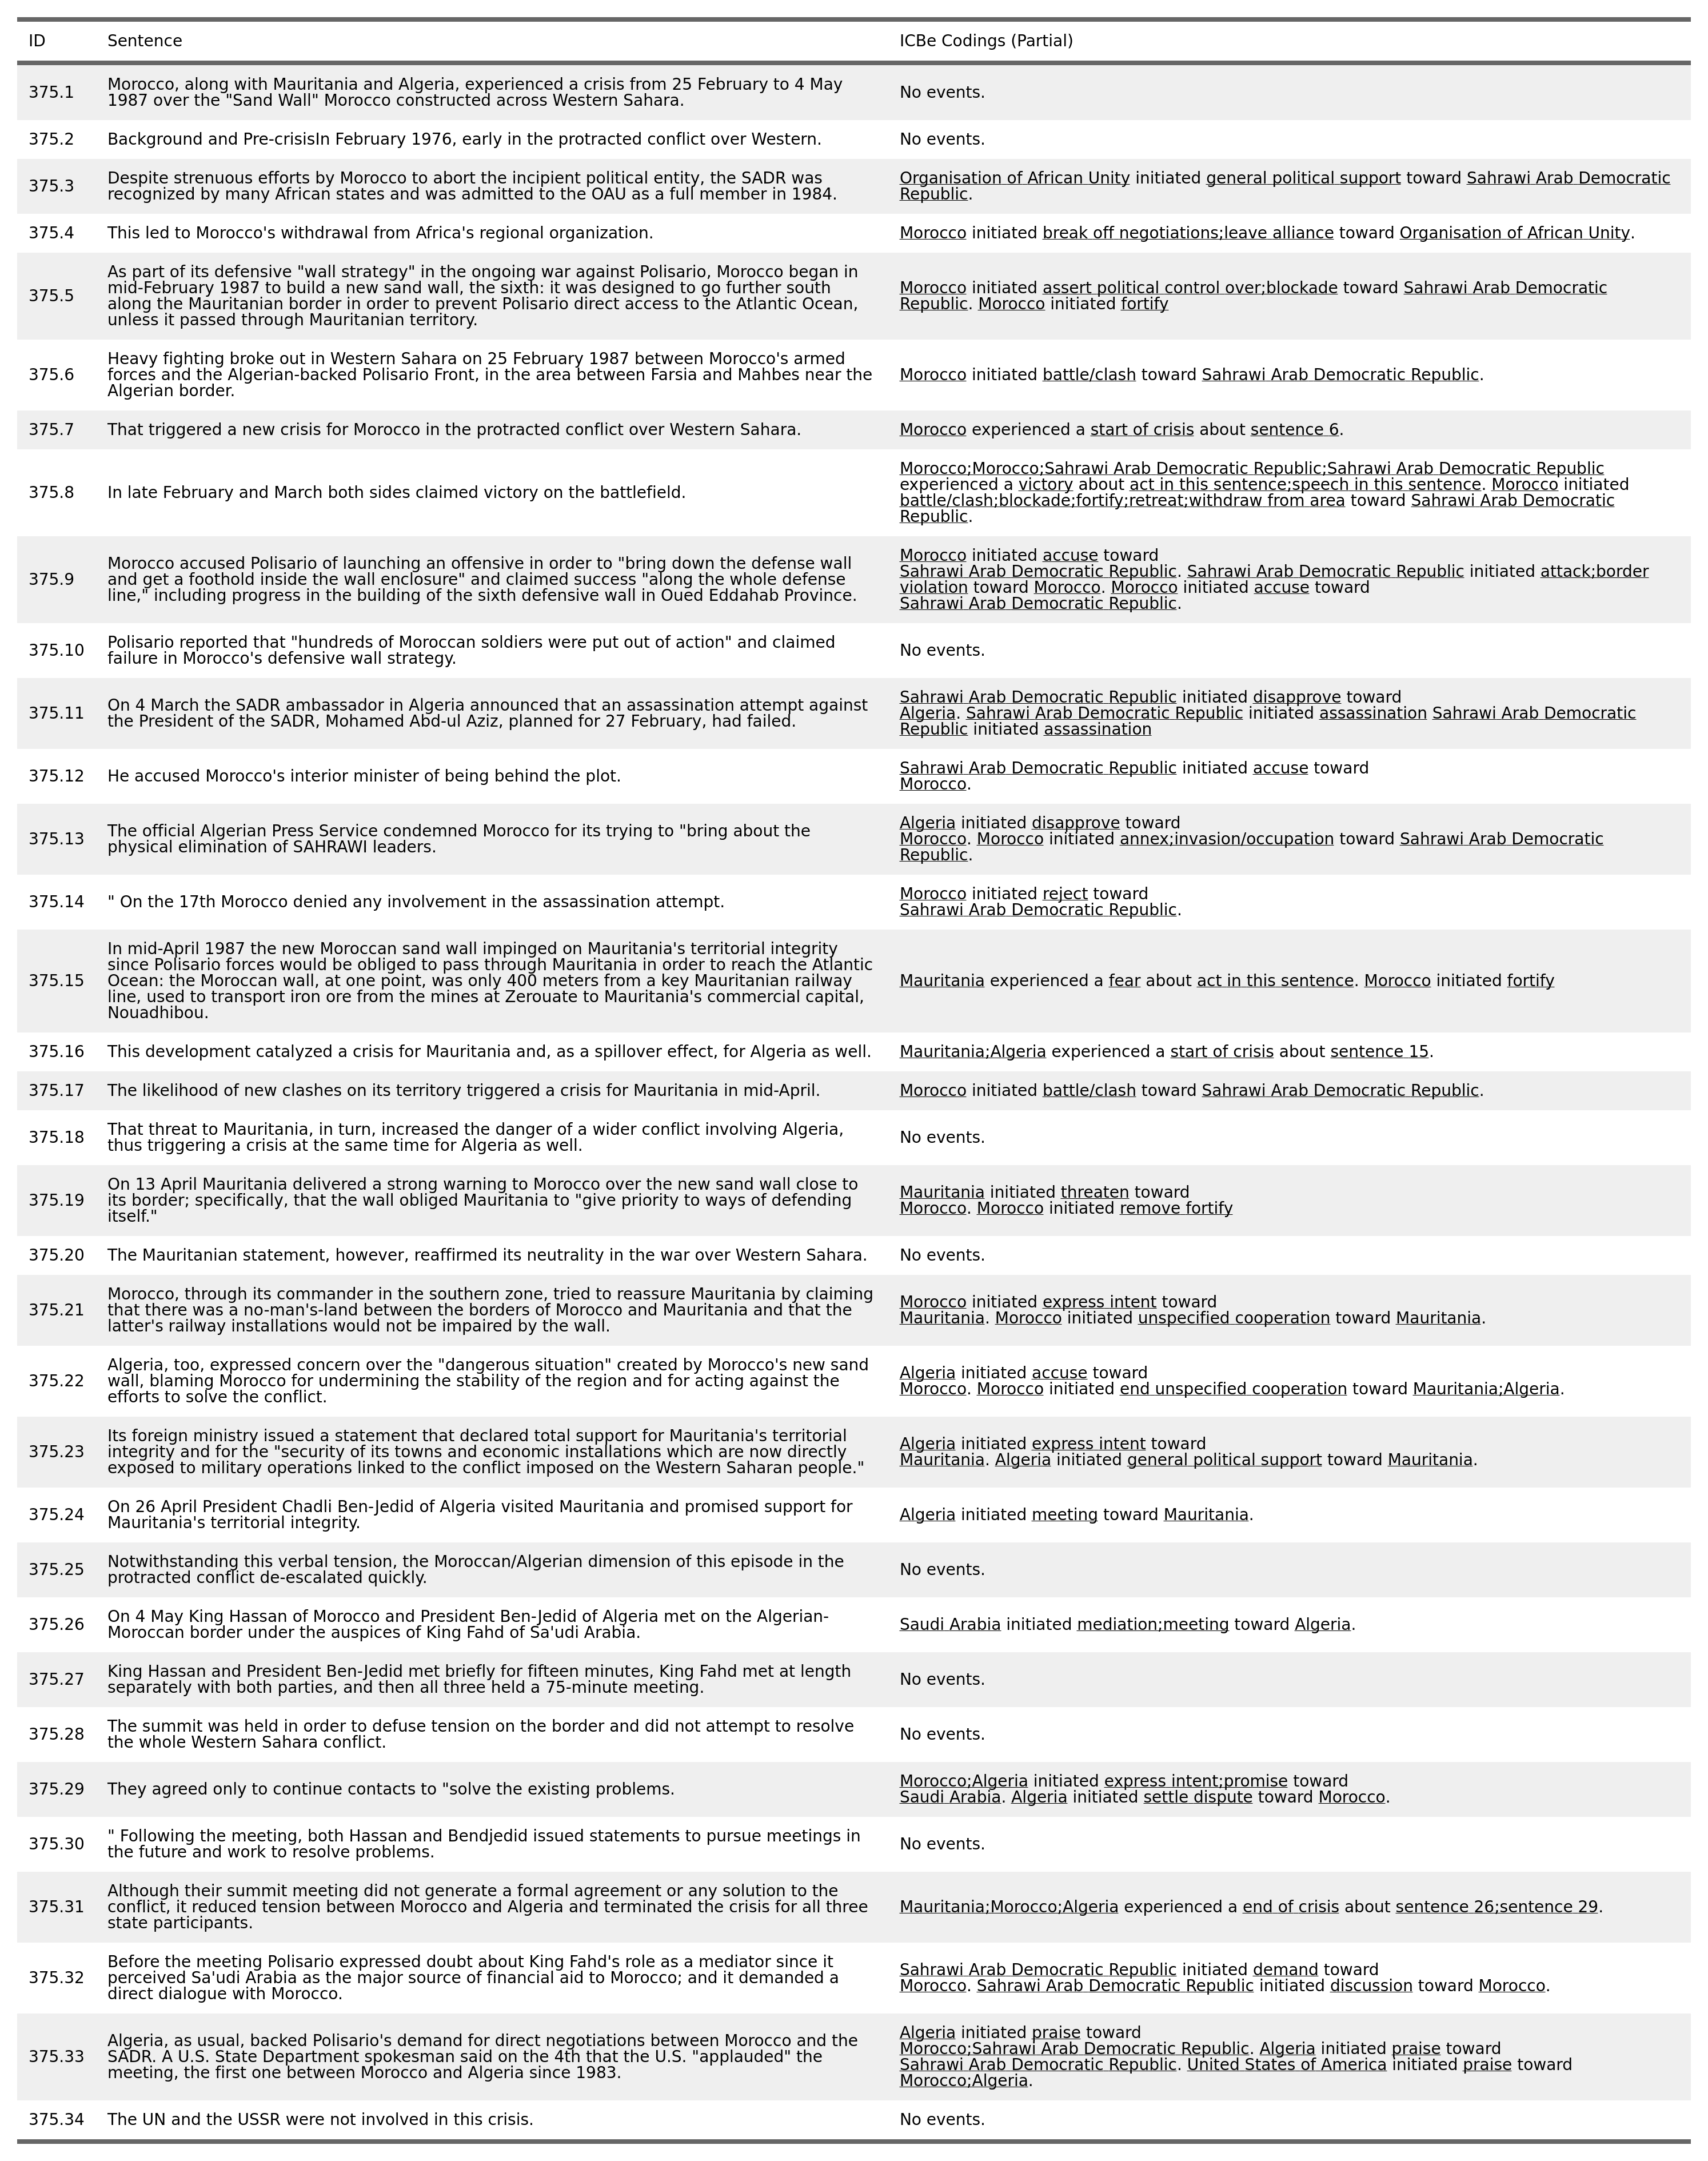 ID Sentence ICBe Codings (Partial)
375.1 Morocco, along with Mauritania and Algeria, experienced a crisis from 25 February to 4 May
1987 over the "Sand Wall" Morocco constructed across Western Sahara.
No events.
375.2 Background and Pre-crisisIn February 1976, early in the protracted conflict over Western.
No events.
375.3 Despite strenuous efforts by Morocco to abort the incipient political entity, the SADR was
recognized by many African states and was admitted to the OAU as a full member in 1984.
Organisation of African Unity initiated general political support toward Sahrawi Arab Democratic
Republic.
375.4 This led to Morocco's withdrawal from Africa's regional organization.
Morocco initiated break off negotiations;leave alliance toward Organisation of African Unity.
375.5 As part of its defensive "wall strategy" in the ongoing war against Polisario, Morocco began in
mid-February 1987 to build a new sand wall, the sixth: it was designed to go further south
along the Mauritanian border in order to prevent Polisario direct access to the Atlantic Ocean,
unless it passed through Mauritanian territory.
Morocco initiated assert political control over;blockade toward Sahrawi Arab Democratic
Republic. Morocco initiated fortify
375.6 Heavy fighting broke out in Western Sahara on 25 February 1987 between Morocco's armed
forces and the Algerian-backed Polisario Front, in the area between Farsia and Mahbes near the
Algerian border.
Morocco initiated battle/clash toward Sahrawi Arab Democratic Republic.
375.7 That triggered a new crisis for Morocco in the protracted conflict over Western Sahara.
Morocco experienced a start of crisis about sentence 6.
375.8 In late February and March both sides claimed victory on the battlefield.
Morocco;Morocco;Sahrawi Arab Democratic Republic;Sahrawi Arab Democratic Republic
experienced a victory about act in this sentence;speech in this sentence. Morocco initiated
battle/clash;blockade;fortify;retreat;withdraw from area toward Sahrawi Arab Democratic
Republic.
375.9 Morocco accused Polisario of launching an offensive in order to "bring down the defense wall
and get a foothold inside the wall enclosure" and claimed success "along the whole defense
line," including progress in the building of the sixth defensive wall in Oued Eddahab Province.
Morocco initiated accuse toward
Sahrawi Arab Democratic Republic. Sahrawi Arab Democratic Republic initiated attack;border
violation toward Morocco. Morocco initiated accuse toward
Sahrawi Arab Democratic Republic.
375.10 Polisario reported that "hundreds of Moroccan soldiers were put out of action" and claimed
failure in Morocco's defensive wall strategy.
No events.
375.11 On 4 March the SADR ambassador in Algeria announced that an assassination attempt against
the President of the SADR, Mohamed Abd-ul Aziz, planned for 27 February, had failed.
Sahrawi Arab Democratic Republic initiated disapprove toward
Algeria. Sahrawi Arab Democratic Republic initiated assassination Sahrawi Arab Democratic
Republic initiated assassination
375.12 He accused Morocco's interior minister of being behind the plot.
Sahrawi Arab Democratic Republic initiated accuse toward
Morocco.
375.13 The official Algerian Press Service condemned Morocco for its trying to "bring about the
physical elimination of SAHRAWI leaders.
Algeria initiated disapprove toward
Morocco. Morocco initiated annex;invasion/occupation toward Sahrawi Arab Democratic
Republic.
375.14 " On the 17th Morocco denied any involvement in the assassination attempt.
Morocco initiated reject toward
Sahrawi Arab Democratic Republic.
375.15 In mid-April 1987 the new Moroccan sand wall impinged on Mauritania's territorial integrity
since Polisario forces would be obliged to pass through Mauritania in order to reach the Atlantic
Ocean: the Moroccan wall, at one point, was only 400 meters from a key Mauritanian railway
line, used to transport iron ore from the mines at Zerouate to Mauritania's commercial capital,
Nouadhibou.
Mauritania experienced a fear about act in this sentence. Morocco initiated fortify
375.16 This development catalyzed a crisis for Mauritania and, as a spillover effect, for Algeria as well.
Mauritania;Algeria experienced a start of crisis about sentence 15.
375.17 The likelihood of new clashes on its territory triggered a crisis for Mauritania in mid-April.
Morocco initiated battle/clash toward Sahrawi Arab Democratic Republic.
375.18 That threat to Mauritania, in turn, increased the danger of a wider conflict involving Algeria,
thus triggering a crisis at the same time for Algeria as well.
No events.
375.19 On 13 April Mauritania delivered a strong warning to Morocco over the new sand wall close to
its border; specifically, that the wall obliged Mauritania to "give priority to ways of defending
itself."
Mauritania initiated threaten toward
Morocco. Morocco initiated remove fortify
375.20 The Mauritanian statement, however, reaffirmed its neutrality in the war over Western Sahara.
No events.
375.21 Morocco, through its commander in the southern zone, tried to reassure Mauritania by claiming
that there was a no-man's-land between the borders of Morocco and Mauritania and that the
latter's railway installations would not be impaired by the wall.
Morocco initiated express intent toward
Mauritania. Morocco initiated unspecified cooperation toward Mauritania.
375.22 Algeria, too, expressed concern over the "dangerous situation" created by Morocco's new sand
wall, blaming Morocco for undermining the stability of the region and for acting against the
efforts to solve the conflict.
Algeria initiated accuse toward
Morocco. Morocco initiated end unspecified cooperation toward Mauritania;Algeria.
375.23 Its foreign ministry issued a statement that declared total support for Mauritania's territorial
integrity and for the "security of its towns and economic installations which are now directly
exposed to military operations linked to the conflict imposed on the Western Saharan people."
Algeria initiated express intent toward
Mauritania. Algeria initiated general political support toward Mauritania.
375.24 On 26 April President Chadli Ben-Jedid of Algeria visited Mauritania and promised support for
Mauritania's territorial integrity.
Algeria initiated meeting toward Mauritania.
375.25 Notwithstanding this verbal tension, the Moroccan/Algerian dimension of this episode in the
protracted conflict de-escalated quickly.
No events.
375.26 On 4 May King Hassan of Morocco and President Ben-Jedid of Algeria met on the Algerian-
Moroccan border under the auspices of King Fahd of Sa'udi Arabia.
Saudi Arabia initiated mediation;meeting toward Algeria.
375.27 King Hassan and President Ben-Jedid met briefly for fifteen minutes, King Fahd met at length
separately with both parties, and then all three held a 75-minute meeting.
No events.
375.28 The summit was held in order to defuse tension on the border and did not attempt to resolve
the whole Western Sahara conflict.
No events.
375.29 They agreed only to continue contacts to "solve the existing problems.
Morocco;Algeria initiated express intent;promise toward
Saudi Arabia. Algeria initiated settle dispute toward Morocco.
375.30 " Following the meeting, both Hassan and Bendjedid issued statements to pursue meetings in
the future and work to resolve problems.
No events.
375.31 Although their summit meeting did not generate a formal agreement or any solution to the
conflict, it reduced tension between Morocco and Algeria and terminated the crisis for all three
state participants.
Mauritania;Morocco;Algeria experienced a end of crisis about sentence 26;sentence 29.
375.32 Before the meeting Polisario expressed doubt about King Fahd's role as a mediator since it
perceived Sa'udi Arabia as the major source of financial aid to Morocco; and it demanded a
direct dialogue with Morocco.
Sahrawi Arab Democratic Republic initiated demand toward
Morocco. Sahrawi Arab Democratic Republic initiated discussion toward Morocco.
375.33 Algeria, as usual, backed Polisario's demand for direct negotiations between Morocco and the
SADR. A U.S. State Department spokesman said on the 4th that the U.S. "applauded" the
meeting, the first one between Morocco and Algeria since 1983.
Algeria initiated praise toward
Morocco;Sahrawi Arab Democratic Republic. Algeria initiated praise toward
Sahrawi Arab Democratic Republic. United States of America initiated praise toward
Morocco;Algeria.
375.34 The UN and the USSR were not involved in this crisis.
No events.